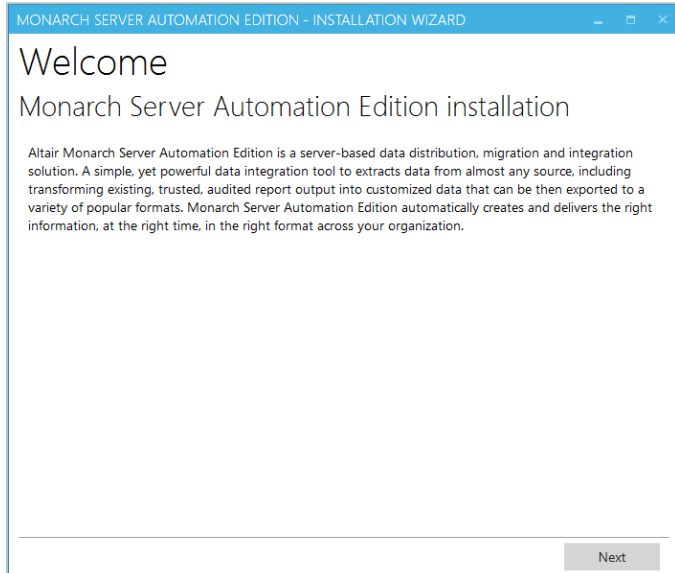 MONARCH SERVER AUTOMATION EDITION - INSTALLATION WIZARD
Welcome
Monarch Server Automation Edition installation
Altair Monarch Server Automation Edition is a server-based data distribution, migration and integration
solution. A simple, yet powerful data integration tool to extracts data from almost any source, including
transforming existing, trusted, audited report output into customized data that can be then exported to a
variety of popular formats. Monarch Server Automation Edition automatically creates and delivers the right
information, at the right time, in the right format across your organization.
Next